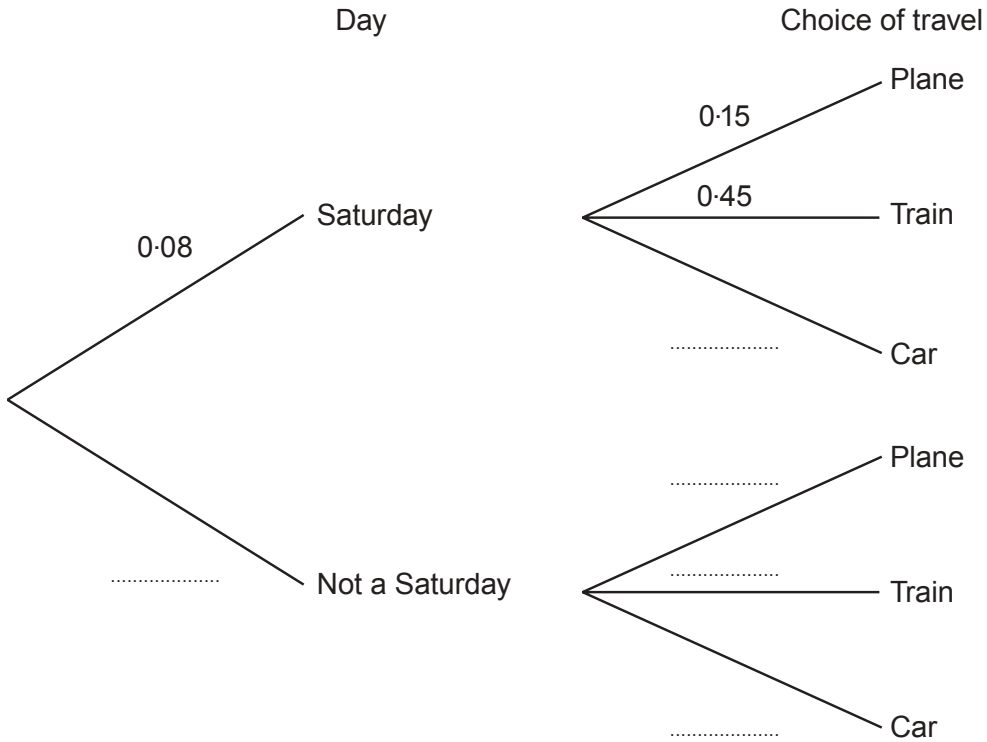 Day
Choice of travel
Plane
0·15
0·45
Train
Saturday
0·08
Car
Plane
Not a Saturday
Train
Car